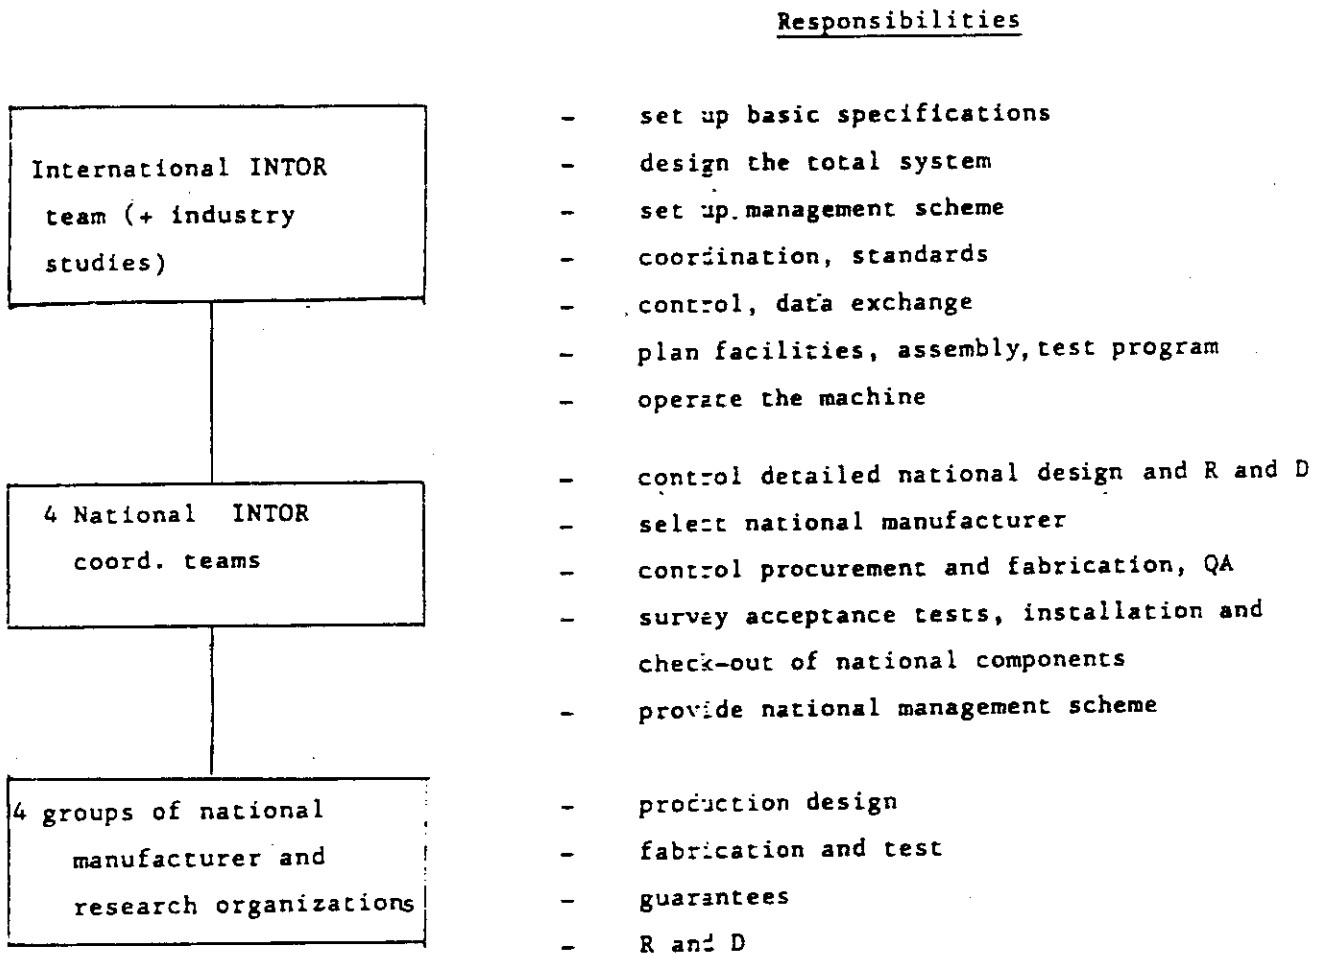 Responsibilities
International INTOR
team (+ industry
studies)
- set up basic specifications
- design the total system
- set up management scheme
- coordination, standards
- control, data exchange
- plan facilities, assembly, test program
- operate the machine
4 National INTOR
coord. teams
- control detailed national design and R and D
- select national manufacturer
- control procurement and fabrication, QA
- survey acceptance tests, installation and
check-out of national components
- provide national management scheme
4 groups of national
manufacturer and
research organizations
- production design
- fabrication and test
- guarantees
- R and D